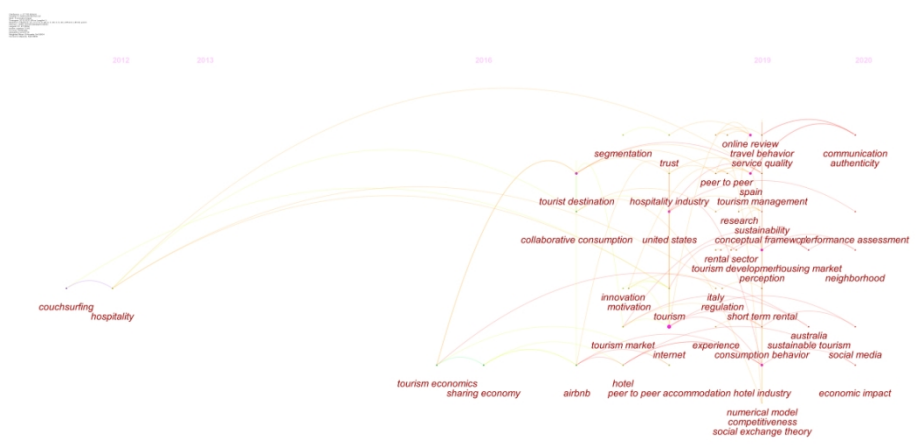 2012 2013 2016 2019 2020
online review
segmentation travel behavior communication
trust service quality authenticity
peer to peer
spain
tourist destination hospitality industry tourism management
research
sustainability
collaborative consumption united states conceptual framework performance assessment
rental sector
tourism development housing market
perception neighborhood
innovation italy
couchsurfing motivation regulation
hospitality tourism short term rental
australia
tourism market experience sustainable tourism
internet consumption behavior social media
tourism economics hotel
sharing economy airbnb peer to peer accommodation hotel industry economic impact
numerical model
competitiveness
social exchange theory